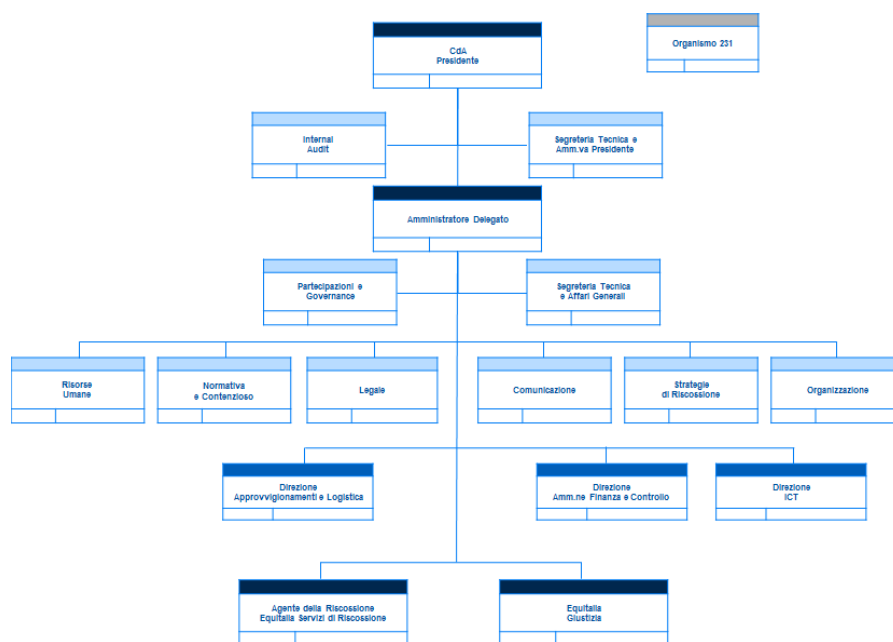 CdA
Presidente
Organismo 231
Internal
Audit
Segreteria Tecnica e
Amm.va Presidente
Amministratore Delegato
Partecipazioni e
Governance
Segreteria Tecnica
e Affari Generali
Risorse
Umane
Normativa
e Contenzioso
Legale
Comunicazione
Strategie
di Riscossione
Organizzazione
Direzione
Approvvigionamenti e Logistica
Direzione
Amm.ne Finanza e Controllo
Direzione
ICT
Agente della Riscossione
Equitalia Servizi di Riscossione
Equitalia
Giustizia